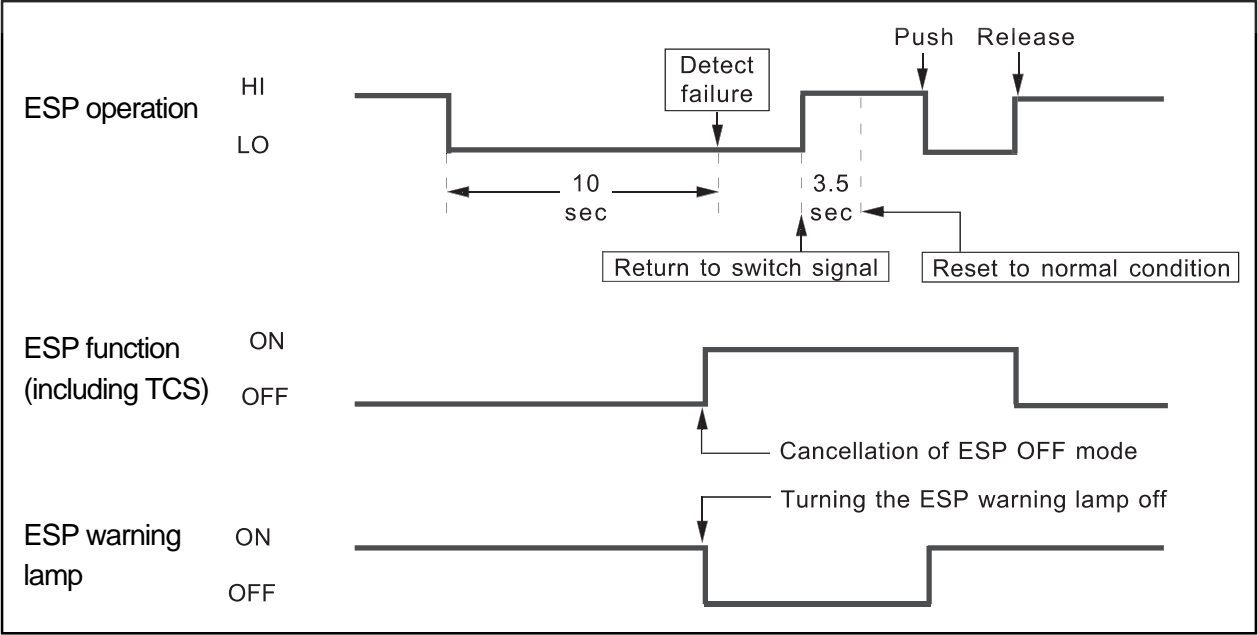 Push Release
Detect
failure
ESP operation
HI
LO
10
sec
3.5
sec
Return to switch signal
Reset to normal condition
ESP function
(including TCS)
ON
OFF
Cancellation of ESP OFF mode
Turning the ESP warning lamp off
ESP warning
lamp
ON
OFF